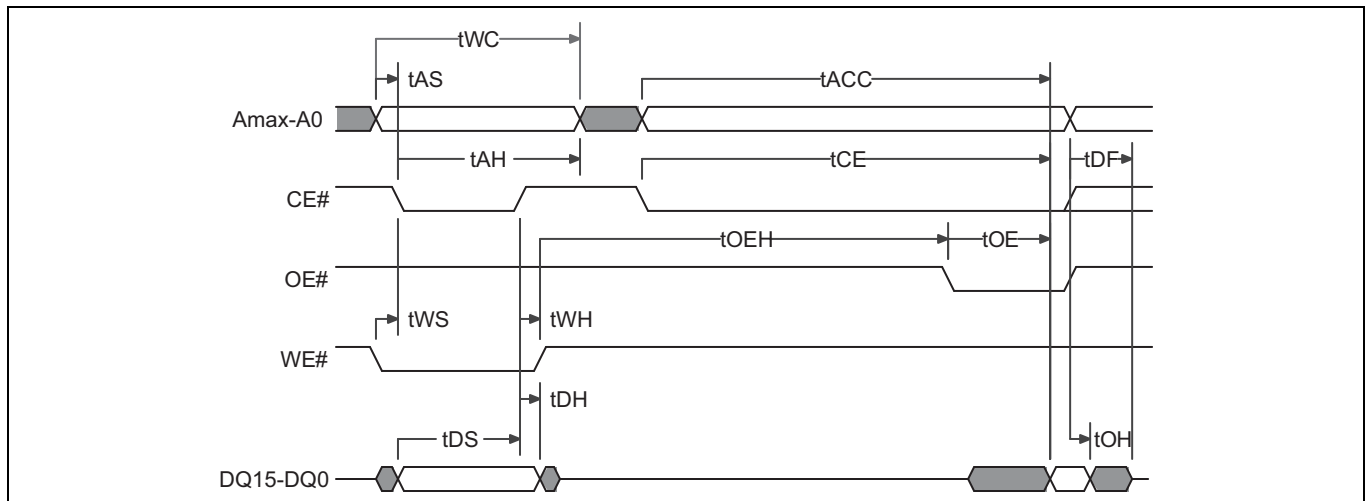 tWC
tAS
tACC
Amax-A0
tAH
tCE
tDF
CE#
tOEH
tOE
OE#
tWS
tWH
WE#
tDH
tDS
tOH
DQ15-DQ0